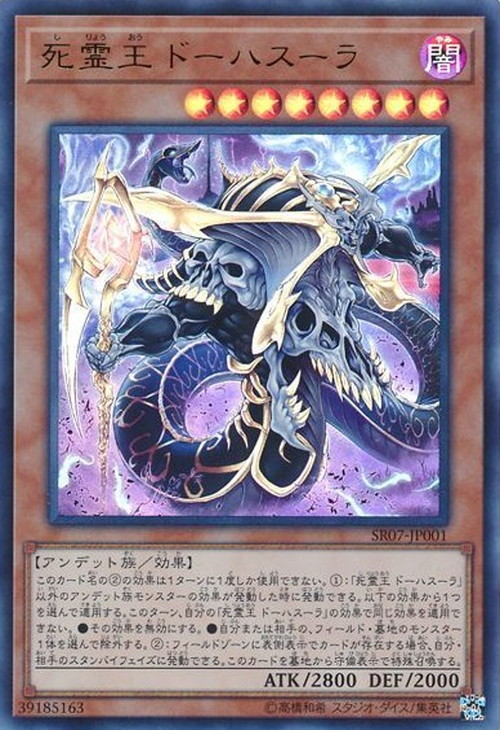 死霊王 ドーハスーラ
闇
SR07-JP001
【アンデット族／効果】
このカード名の②の効果は1ターンに1度しか使用できない。①：「死霊王 ドーハスーラ」
以外のアンデット族モンスターの効果が発動した時に発動できる。以下の効果から1つ
を選んで適用する。このターン、自分の「死霊王 ドーハスーラ」の効果で同じ効果を適用で
きない。●その効果を無効にする。●自分または相手の、フィールド・墓地のモンスター
1体を選んで除外する。②：フィールドゾーンに表側表示でカードが存在する場合、自分・
相手のスタンバイフェイズに発動できる。このカードを墓地から守備表示で特殊召喚する。
ATK/2800 DEF/2000
39185163
©高橋和希 スタジオ・ダイス/集英社